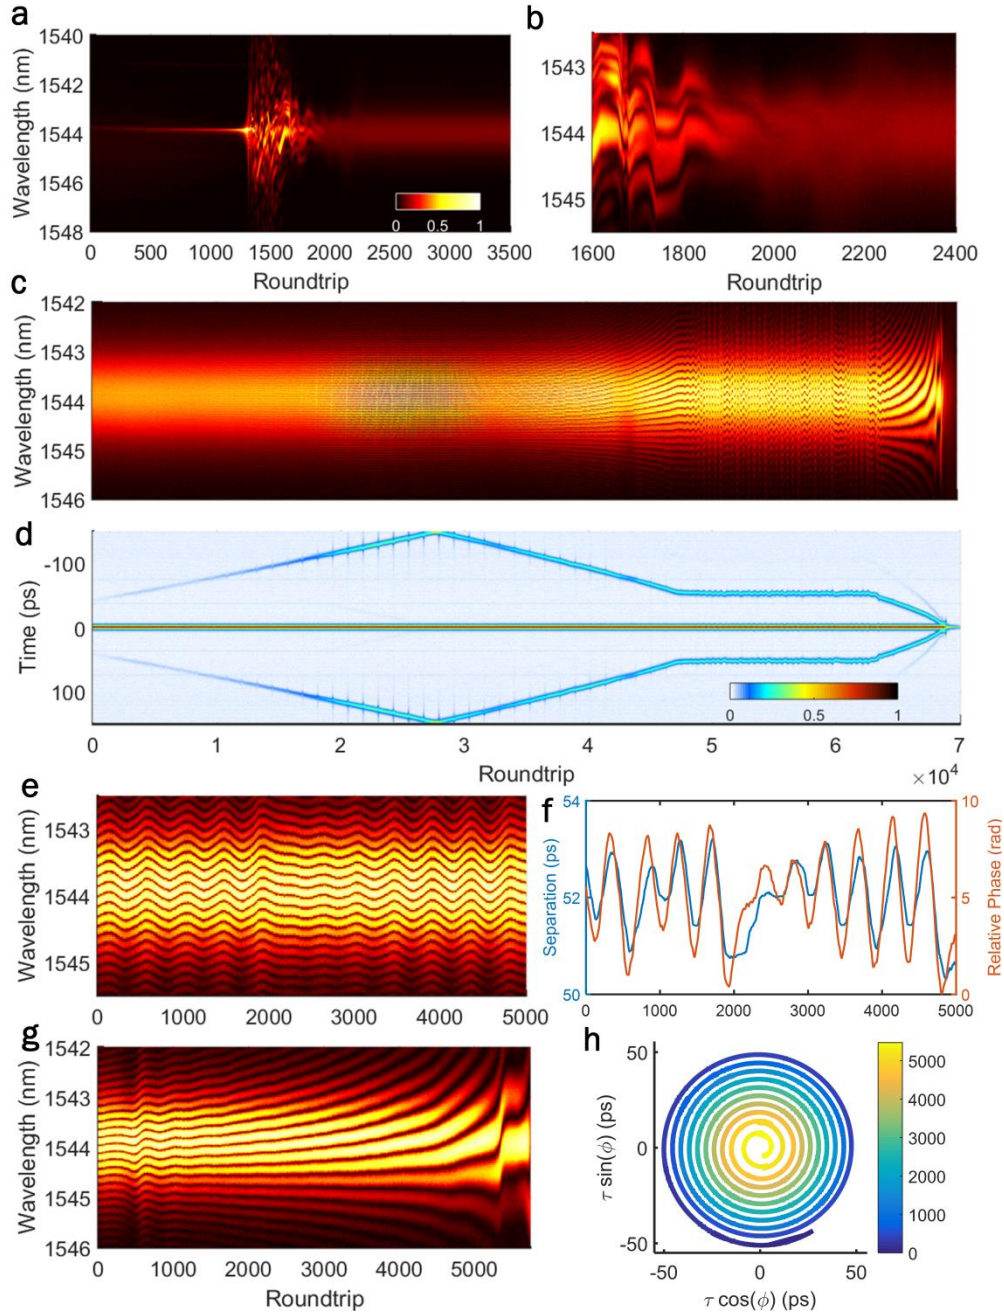 a
1540
1542
1544
1546
1548
Wavelength (nm)
0 0.5 1
0 500 1000 1500 2000 2500 3000 3500
Roundtrip
b
1543
1544
1545
1600 1800 2000 2200 2400
Roundtrip
c
1542
1543
1544
1545
1546
Wavelength (nm)
d
-100
0
100
Time (ps)
0 0.5 1
0 1 2 3 4 5 6 7
Roundtrip
× 10^4
e
1543
1544
1545
Wavelength (nm)
0 1000 2000 3000 4000 5000
f
54
52
50
Separation (ps)
10
5
0
Relative Phase (rad)
0 1000 2000 3000 4000 5000
g
1542
1543
1544
1545
1546
Wavelength (nm)
0 1000 2000 3000 4000 5000
Roundtrip
h
50
0
-50
τ sin(ϕ) (ps)
-50 0 50
τ cos(ϕ) (ps)
5000
4000
3000
2000
1000
0